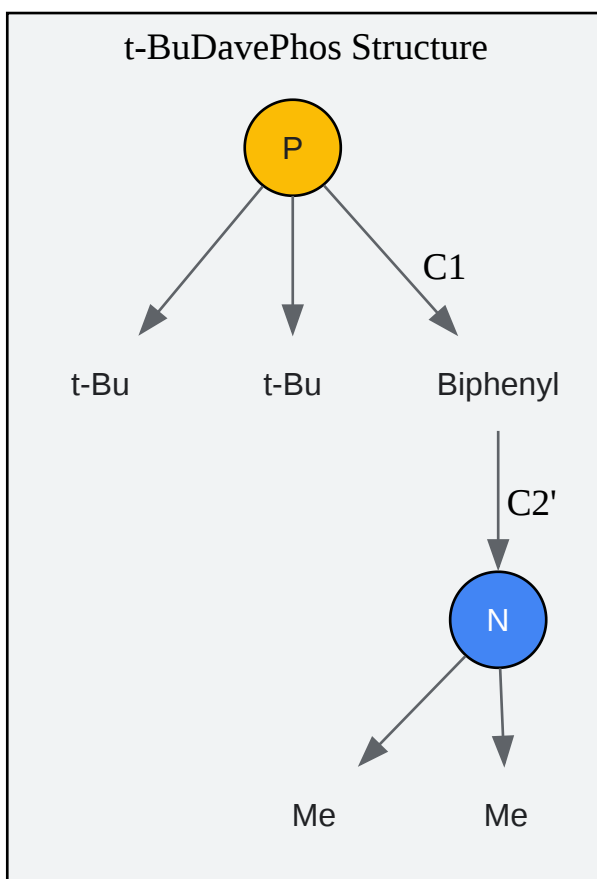 t-BuDavePhos Structure
P
C1
t-Bu t-Bu Biphenyl
C2'
N
Me Me